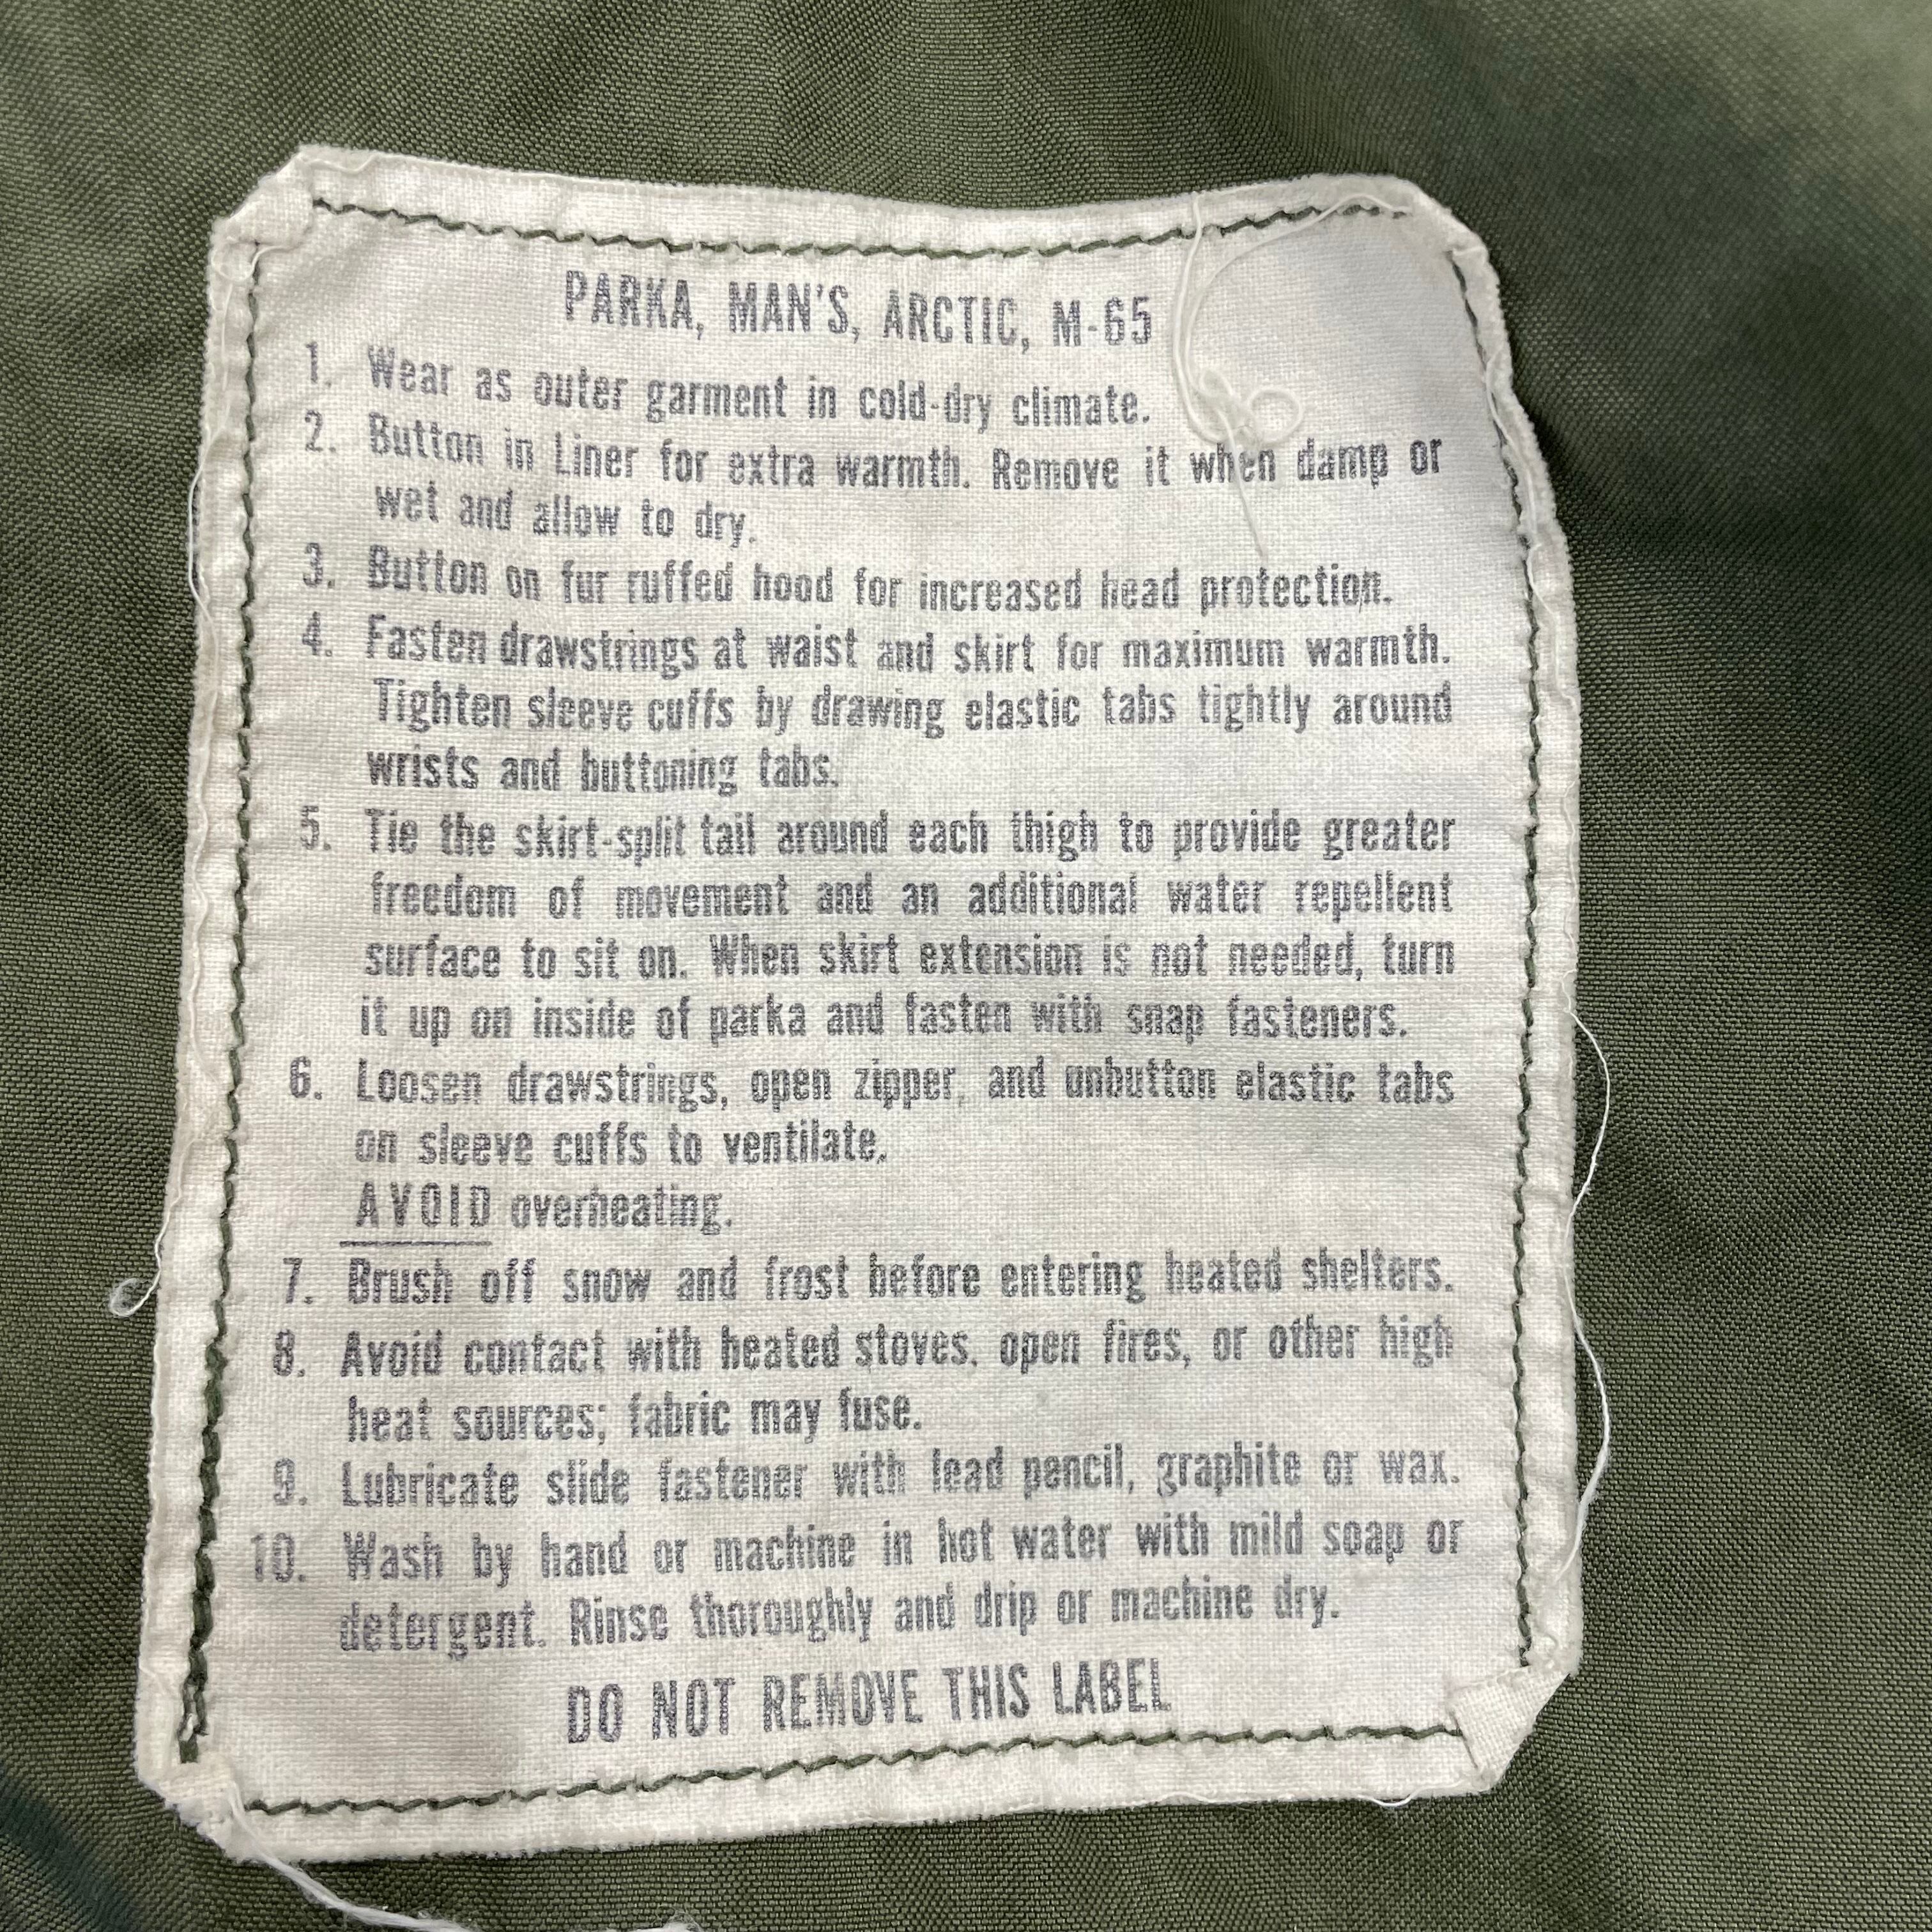 PARKA, MAN'S, ARCTIC, M-65
1. Wear as outer garment in cold-dry climate.
2. Button in Liner for extra warmth. Remove it when damp or
wet and allow to dry.
3. Button on fur ruffed hood for increased head protection.
4. Fasten drawstrings at waist and skirt for maximum warmth.
Tighten sleeve cuffs by drawing elastic tabs tightly around
wrists and buttoning tabs.
5. Tie the skirt-split tail around each thigh to provide greater
freedom of movement and an additional water repellent
surface to sit on. When skirt extension is not needed, turn
it up on inside of parka and fasten with snap fasteners.
6. Loosen drawstrings, open zipper, and unbutton elastic tabs
on sleeve cuffs to ventilate.
AVOID overheating.
7. Brush off snow and frost before entering heated shelters.
8. Avoid contact with heated stoves, open fires, or other high
heat sources; fabric may fuse.
9. Lubricate slide fastener with lead pencil, graphite or wax.
10. Wash by hand or machine in hot water with mild soap or
detergent. Rinse thoroughly and drip or machine dry.
DO NOT REMOVE THIS LABEL